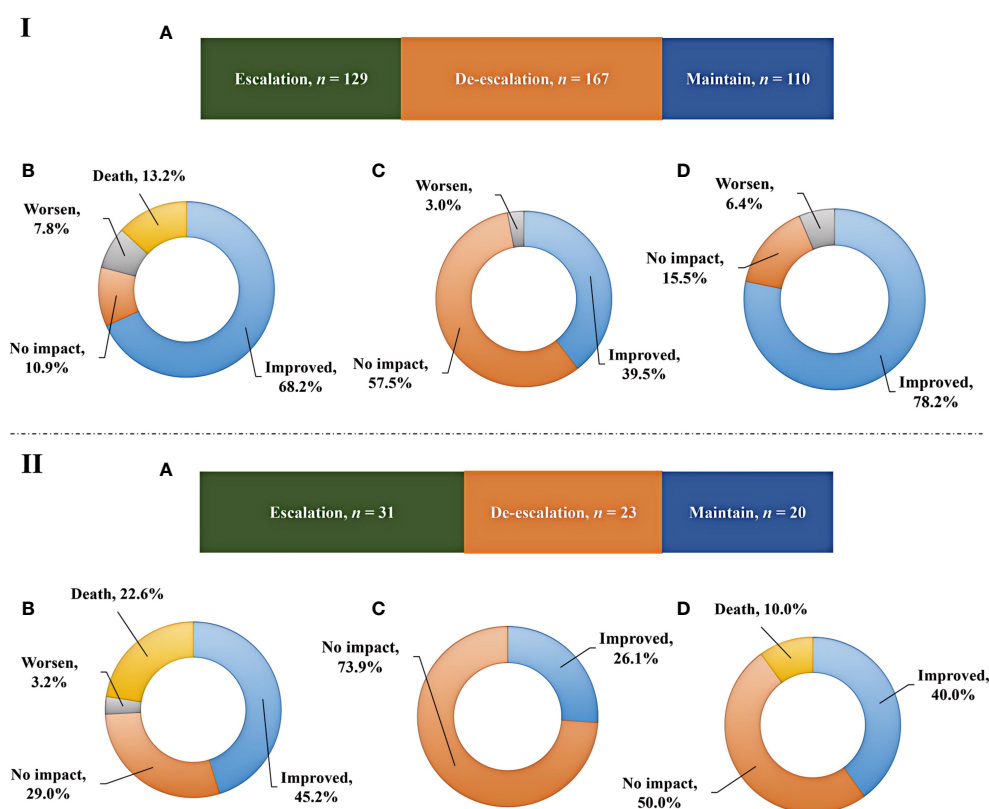 I
A
Escalation, n = 129
De-escalation, n = 167
Maintain, n = 110
B
Death, 13.2%
Worsen,
7.8%
No impact,
10.9%
Improved,
68.2%
C
Worsen,
3.0%
No impact,
57.5%
Improved,
39.5%
D
Worsen,
6.4%
No impact,
15.5%
Improved,
78.2%
II
A
Escalation, n = 31
De-escalation, n = 23
Maintain, n = 20
B
Death, 22.6%
Worsen,
3.2%
No impact,
29.0%
Improved,
45.2%
C
No impact,
73.9%
Improved,
26.1%
D
Death, 10.0%
Improved,
40.0%
No impact,
50.0%